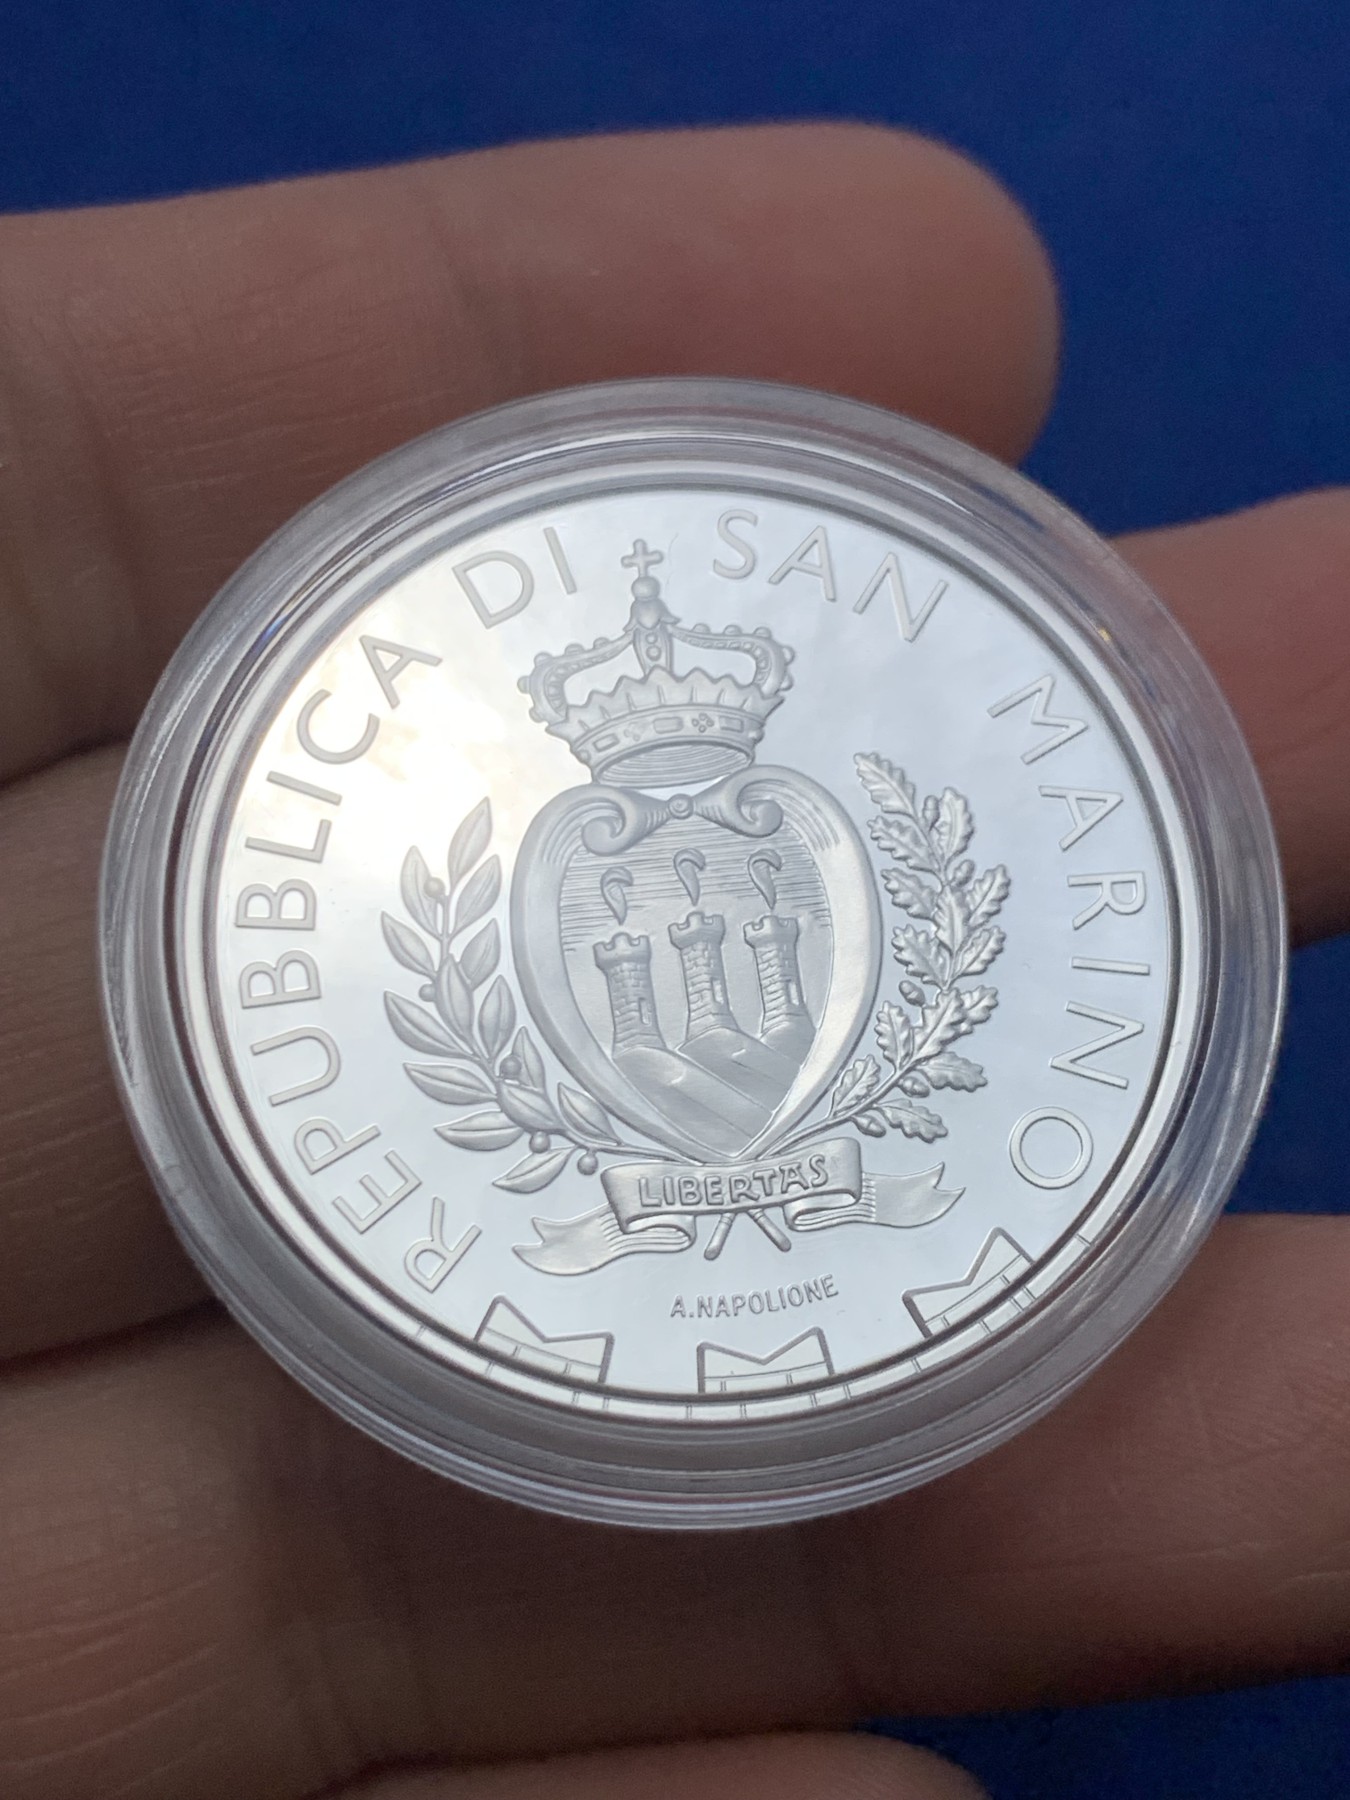 REPUBBLICA DI SAN MARINO
LIBERTAS
A.NAPOLIONE